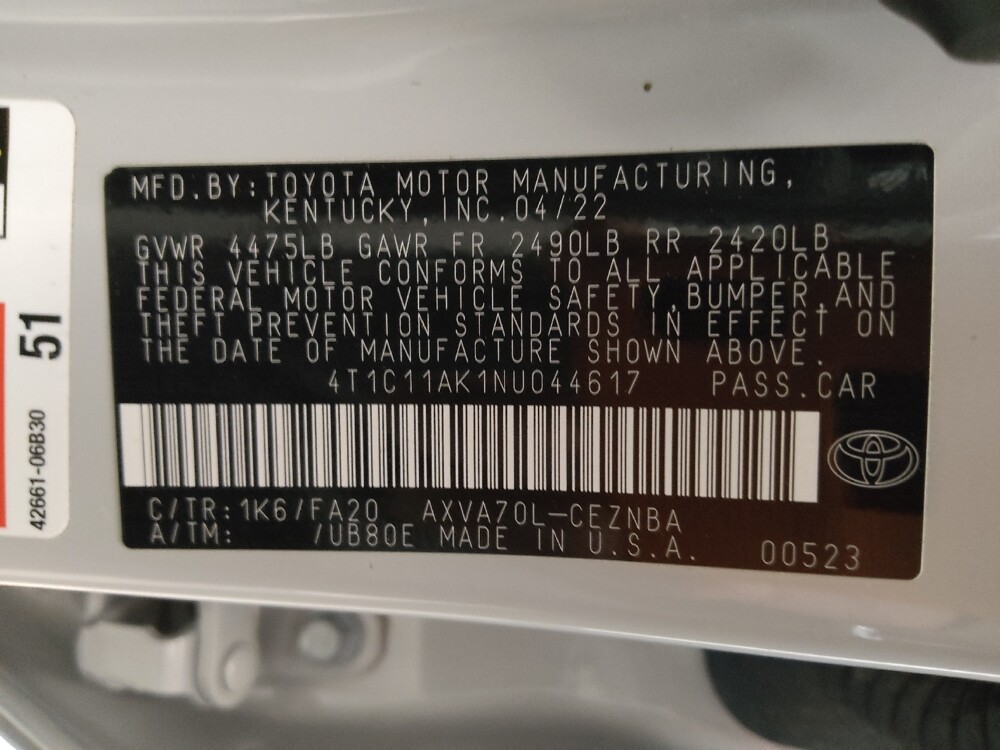 MFD.BY:TOYOTA MOTOR MANUFACTURING,
KENTUCKY,INC.04/22
GVWR 4475LB GAWR FR 2490LB RR 2420LB
THIS VEHICLE CONFORMS TO ALL APPLICABLE
FEDERAL MOTOR VEHICLE SAFETY,BUMPER,AND
THEFT PREVENTION STANDARDS IN EFFECT ON
THE DATE OF MANUFACTURE SHOWN ABOVE.
4T1C11AK1NU044617 PASS.CAR
C/TR:1K6/FA20 AXVA70L-CEZNBA
A/TM: /UB80E MADE IN U.S.A. 00523
51
42661-06B30